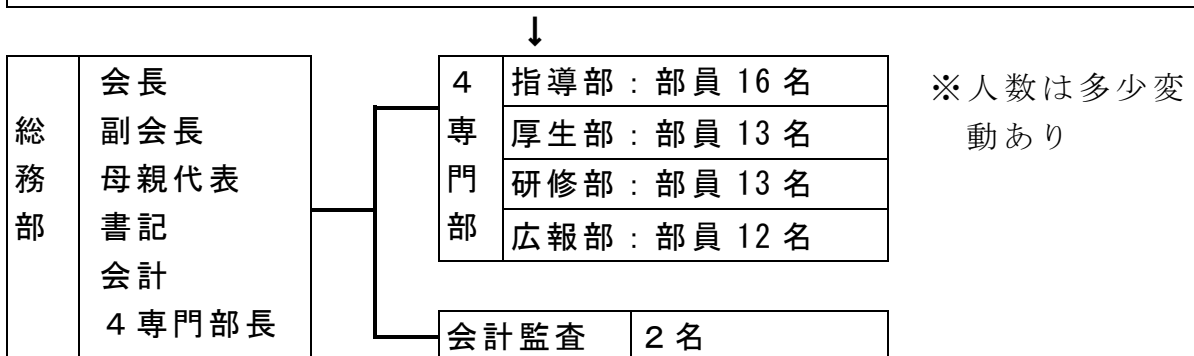 ↓
総務部
会長
副会長
母親代表
書記
会計
４専門部長
４専門部
指導部：部員 16 名
厚生部：部員 13 名
研修部：部員 13 名
広報部：部員 12 名
会計監査 ２名
※人数は多少変
動あり